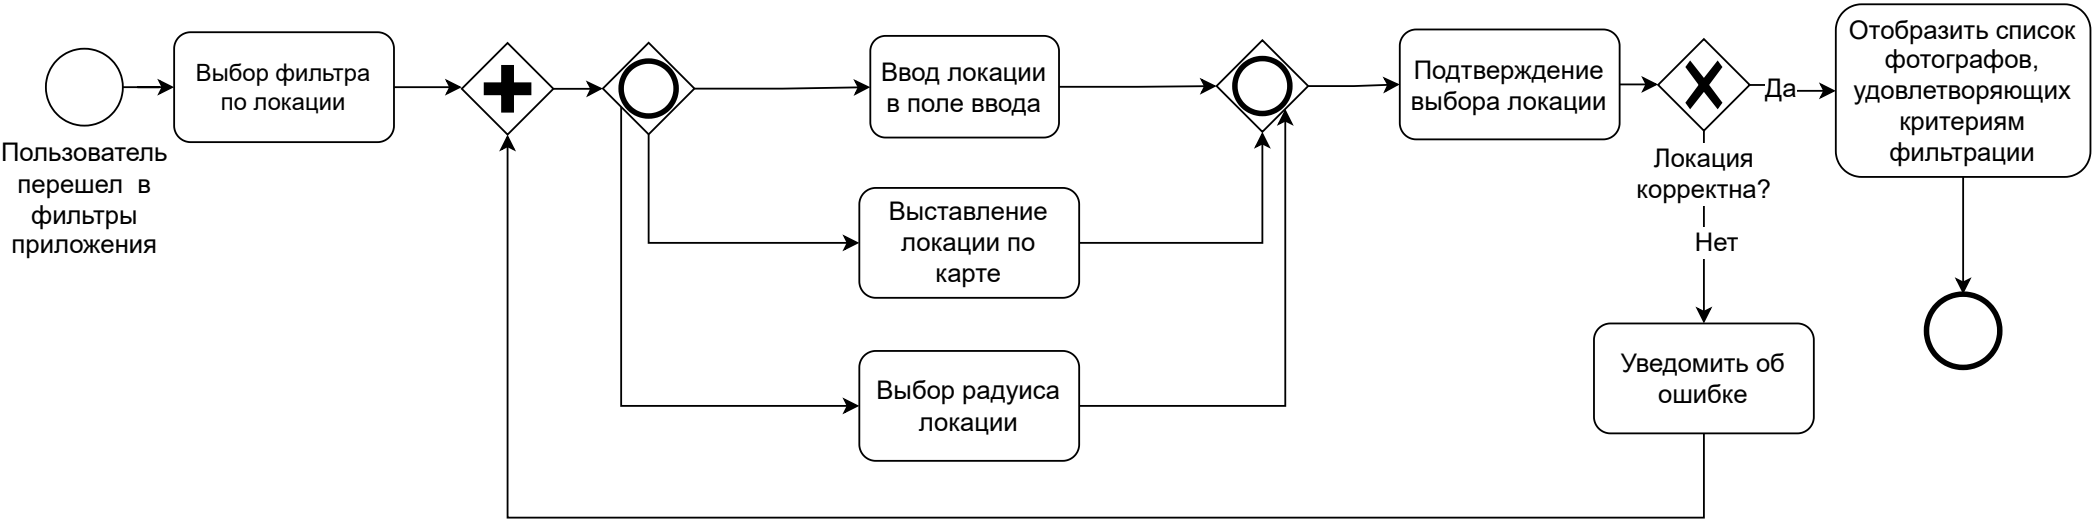 Пользователь
перешел в
фильтры
приложения
Выбор фильтра
по локации
Ввод локации
в поле ввода
Выставление
локации по
карте
Выбор радуиса
локации
Подтверждение
выбора локации
Локация
корректна?
Да
Нет
Отобразить список
фотографов,
удовлетворяющих
критериям
фильтрации
Уведомить об
ошибке